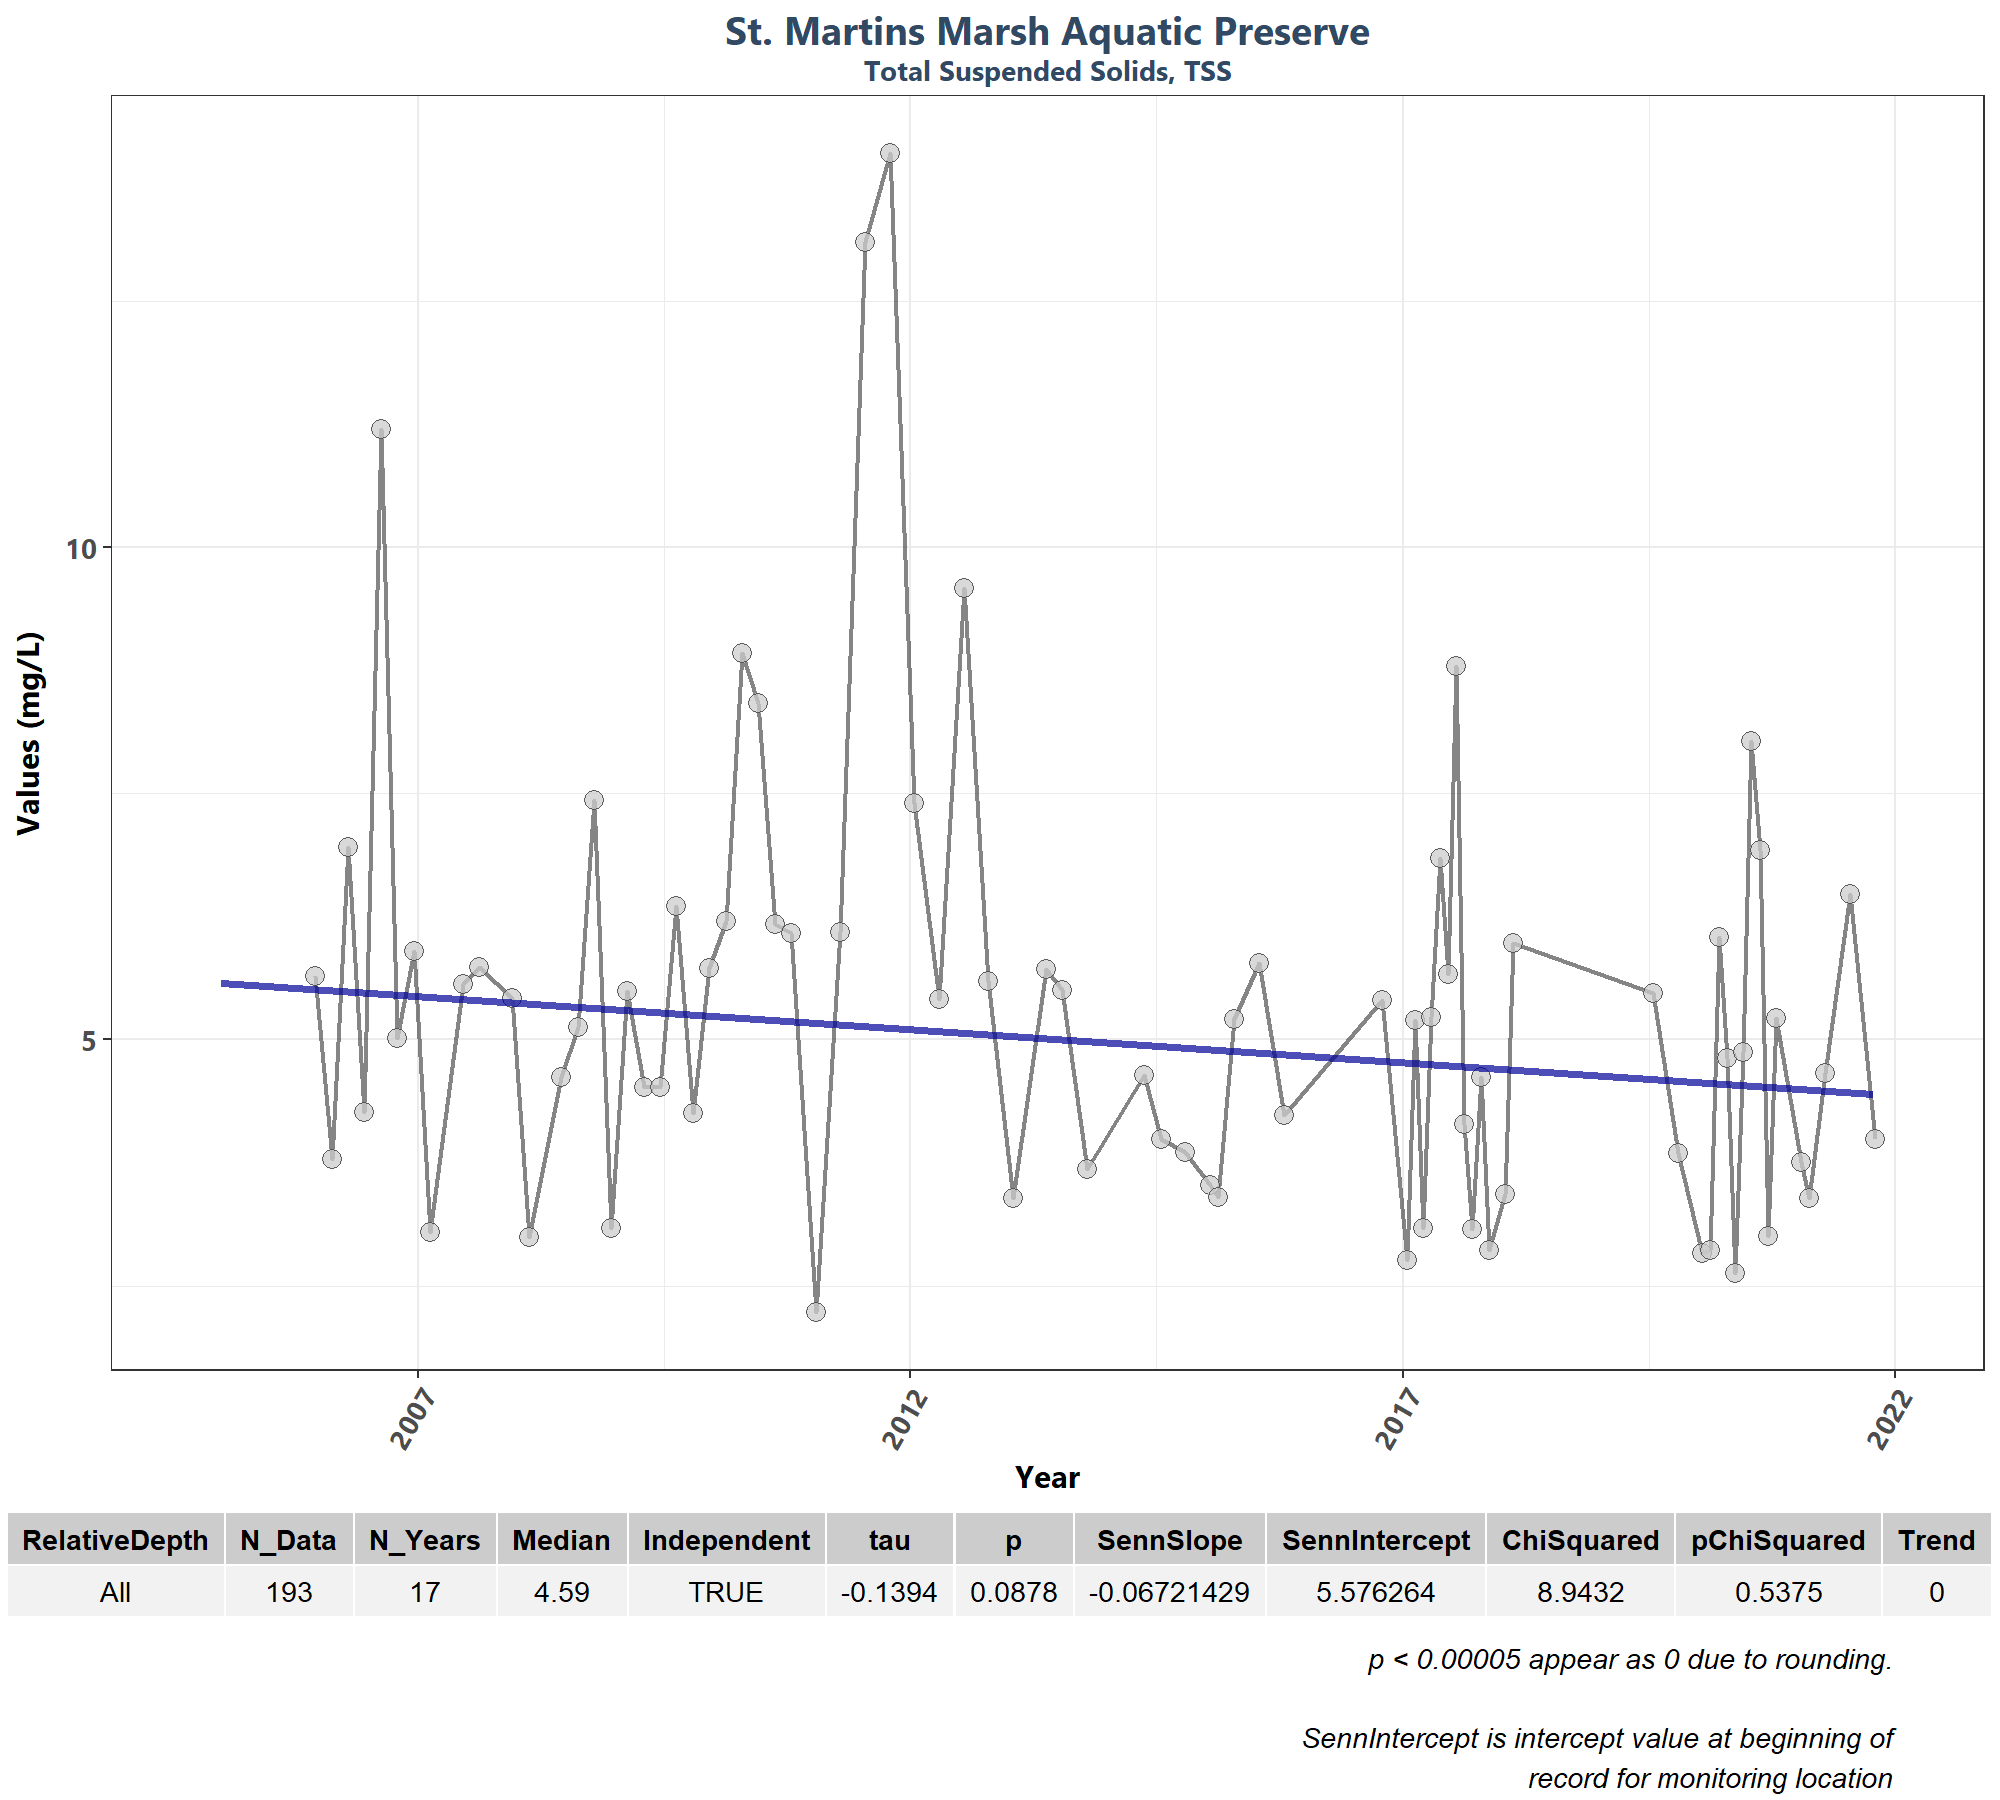 St. Martins Marsh Aquatic Preserve
Total Suspended Solids, TSS
Values (mg/L)
10
5
2007 2012 2017 2022
Year
RelativeDepth N_Data N_Years Median Independent tau p SennSlope SennIntercept ChiSquared pChiSquared Trend
All 193 17 4.59 TRUE -0.1394 0.0878 -0.06721429 5.576264 8.9432 0.5375 0
p < 0.00005 appear as 0 due to rounding.
SennIntercept is intercept value at beginning of
record for monitoring location